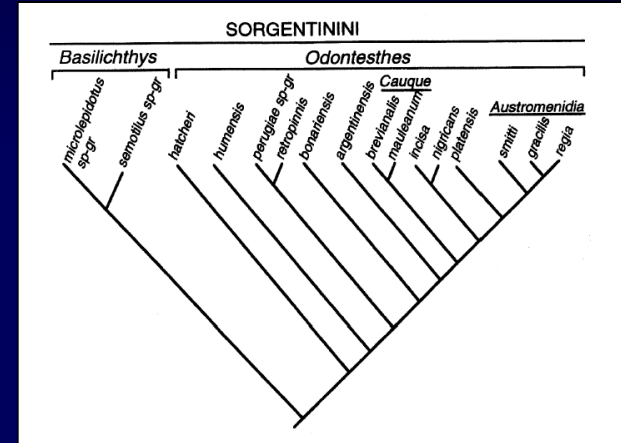 SORGENTININI
Basilichthys
Odontesthes
Cauque
Austromenidia
microlepidotus
sp-gr
semotilus sp-gr
hatcheri
humensis
perugiae sp-gr
retropinnis
bonariensis
argentinensis
brevianalis
mauleanum
incisa
nigricans
platensis
smitti
gracilis
regia